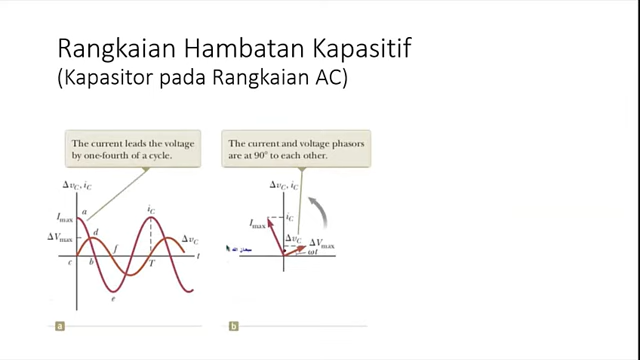 Rangkaian Hambatan Kapasitif
(Kapasitor pada Rangkaian AC)
The current leads the voltage
by one-fourth of a cycle.
The current and voltage phasors
are at 90° to each other.
Δv_C, i_C
I_max
a
i_C
ΔV_max
d
Δv_C
f
c
b
T
t
e
a
Δv_C, i_C
I_max
i_C
Δv_C
ΔV_max
ωt
b